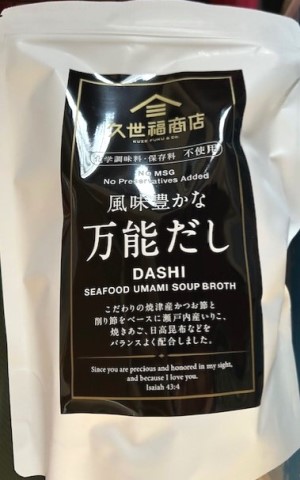 久世福商店
KUZE FUKU & CO.
化学調味料・保存料 不使用
No MSG
No Preservatives Added
風味豊かな
万能だし
DASHI
SEAFOOD UMAMI SOUP BROTH
こだわりの焼津産かつお節と
削り節をベースに瀬戸内産いりこ、
焼きあご、日高昆布などを
バランスよく配合しました。
Since you are precious and honored in my sight,
and because I love you.
Isaiah 43:4